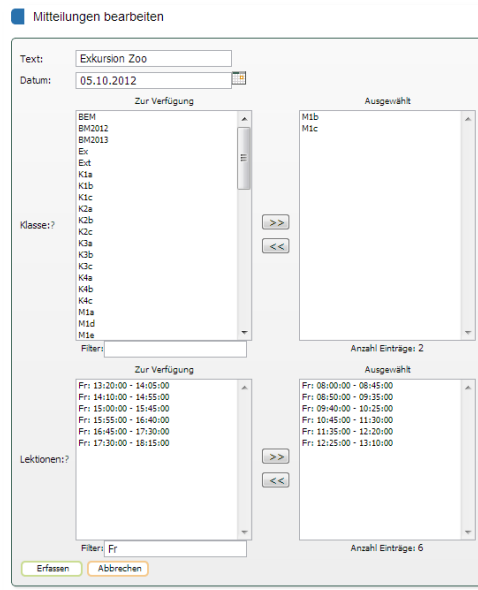 Mitteilungen bearbeiten
Text: Exkursion Zoo
Datum: 05.10.2012
Zur Verfügung
Ausgewählt
Klasse:?
BEM
BM2012
BM2013
Ex
Ext
K1a
K1b
K1c
K2a
K2b
K2c
K3a
K3b
K3c
K4a
K4b
K4c
M1a
M1d
M1e
>>
<<
M1b
M1c
Filter:
Anzahl Einträge: 2
Zur Verfügung
Ausgewählt
Lektionen:?
Fr: 13:20:00 - 14:05:00
Fr: 14:10:00 - 14:55:00
Fr: 15:00:00 - 15:45:00
Fr: 15:55:00 - 16:40:00
Fr: 16:45:00 - 17:30:00
Fr: 17:30:00 - 18:15:00
>>
<<
Fr: 08:00:00 - 08:45:00
Fr: 08:50:00 - 09:35:00
Fr: 09:40:00 - 10:25:00
Fr: 10:45:00 - 11:30:00
Fr: 11:35:00 - 12:20:00
Fr: 12:25:00 - 13:10:00
Filter: Fr
Anzahl Einträge: 6
Erfassen
Abbrechen